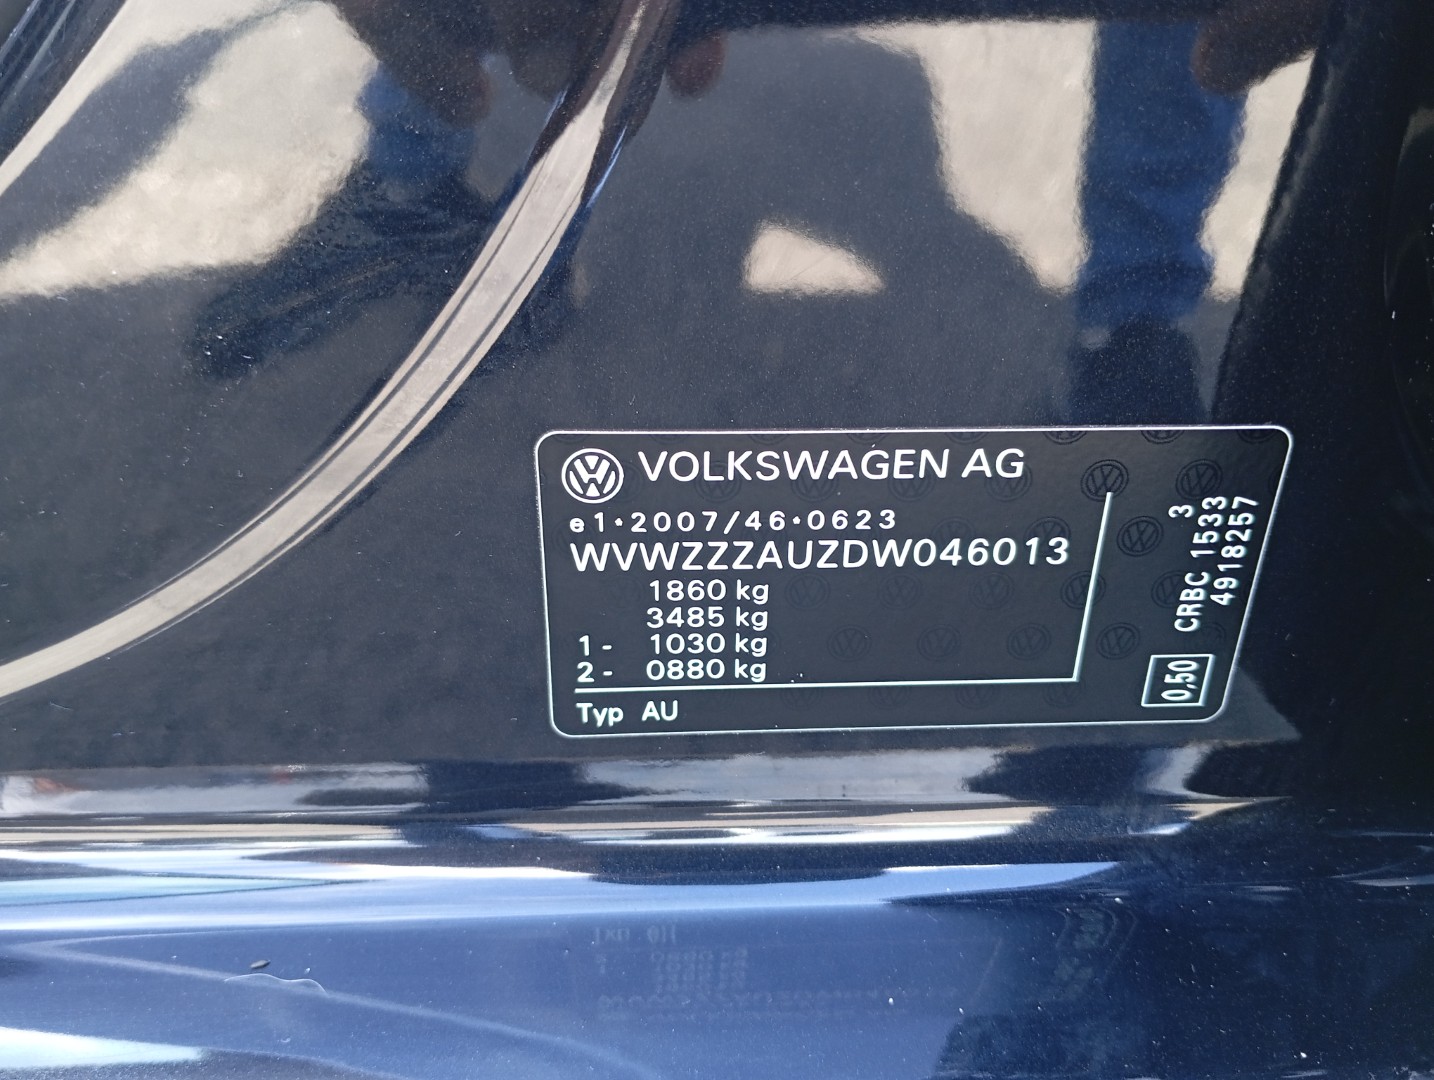 VOLKSWAGEN AG
e1*2007/46*0623
WVWZZZAUZDW046013
1860 kg
3485 kg
1- 1030 kg
2- 0880 kg
Typ AU
3
CRBC 1533
4918257
0,50